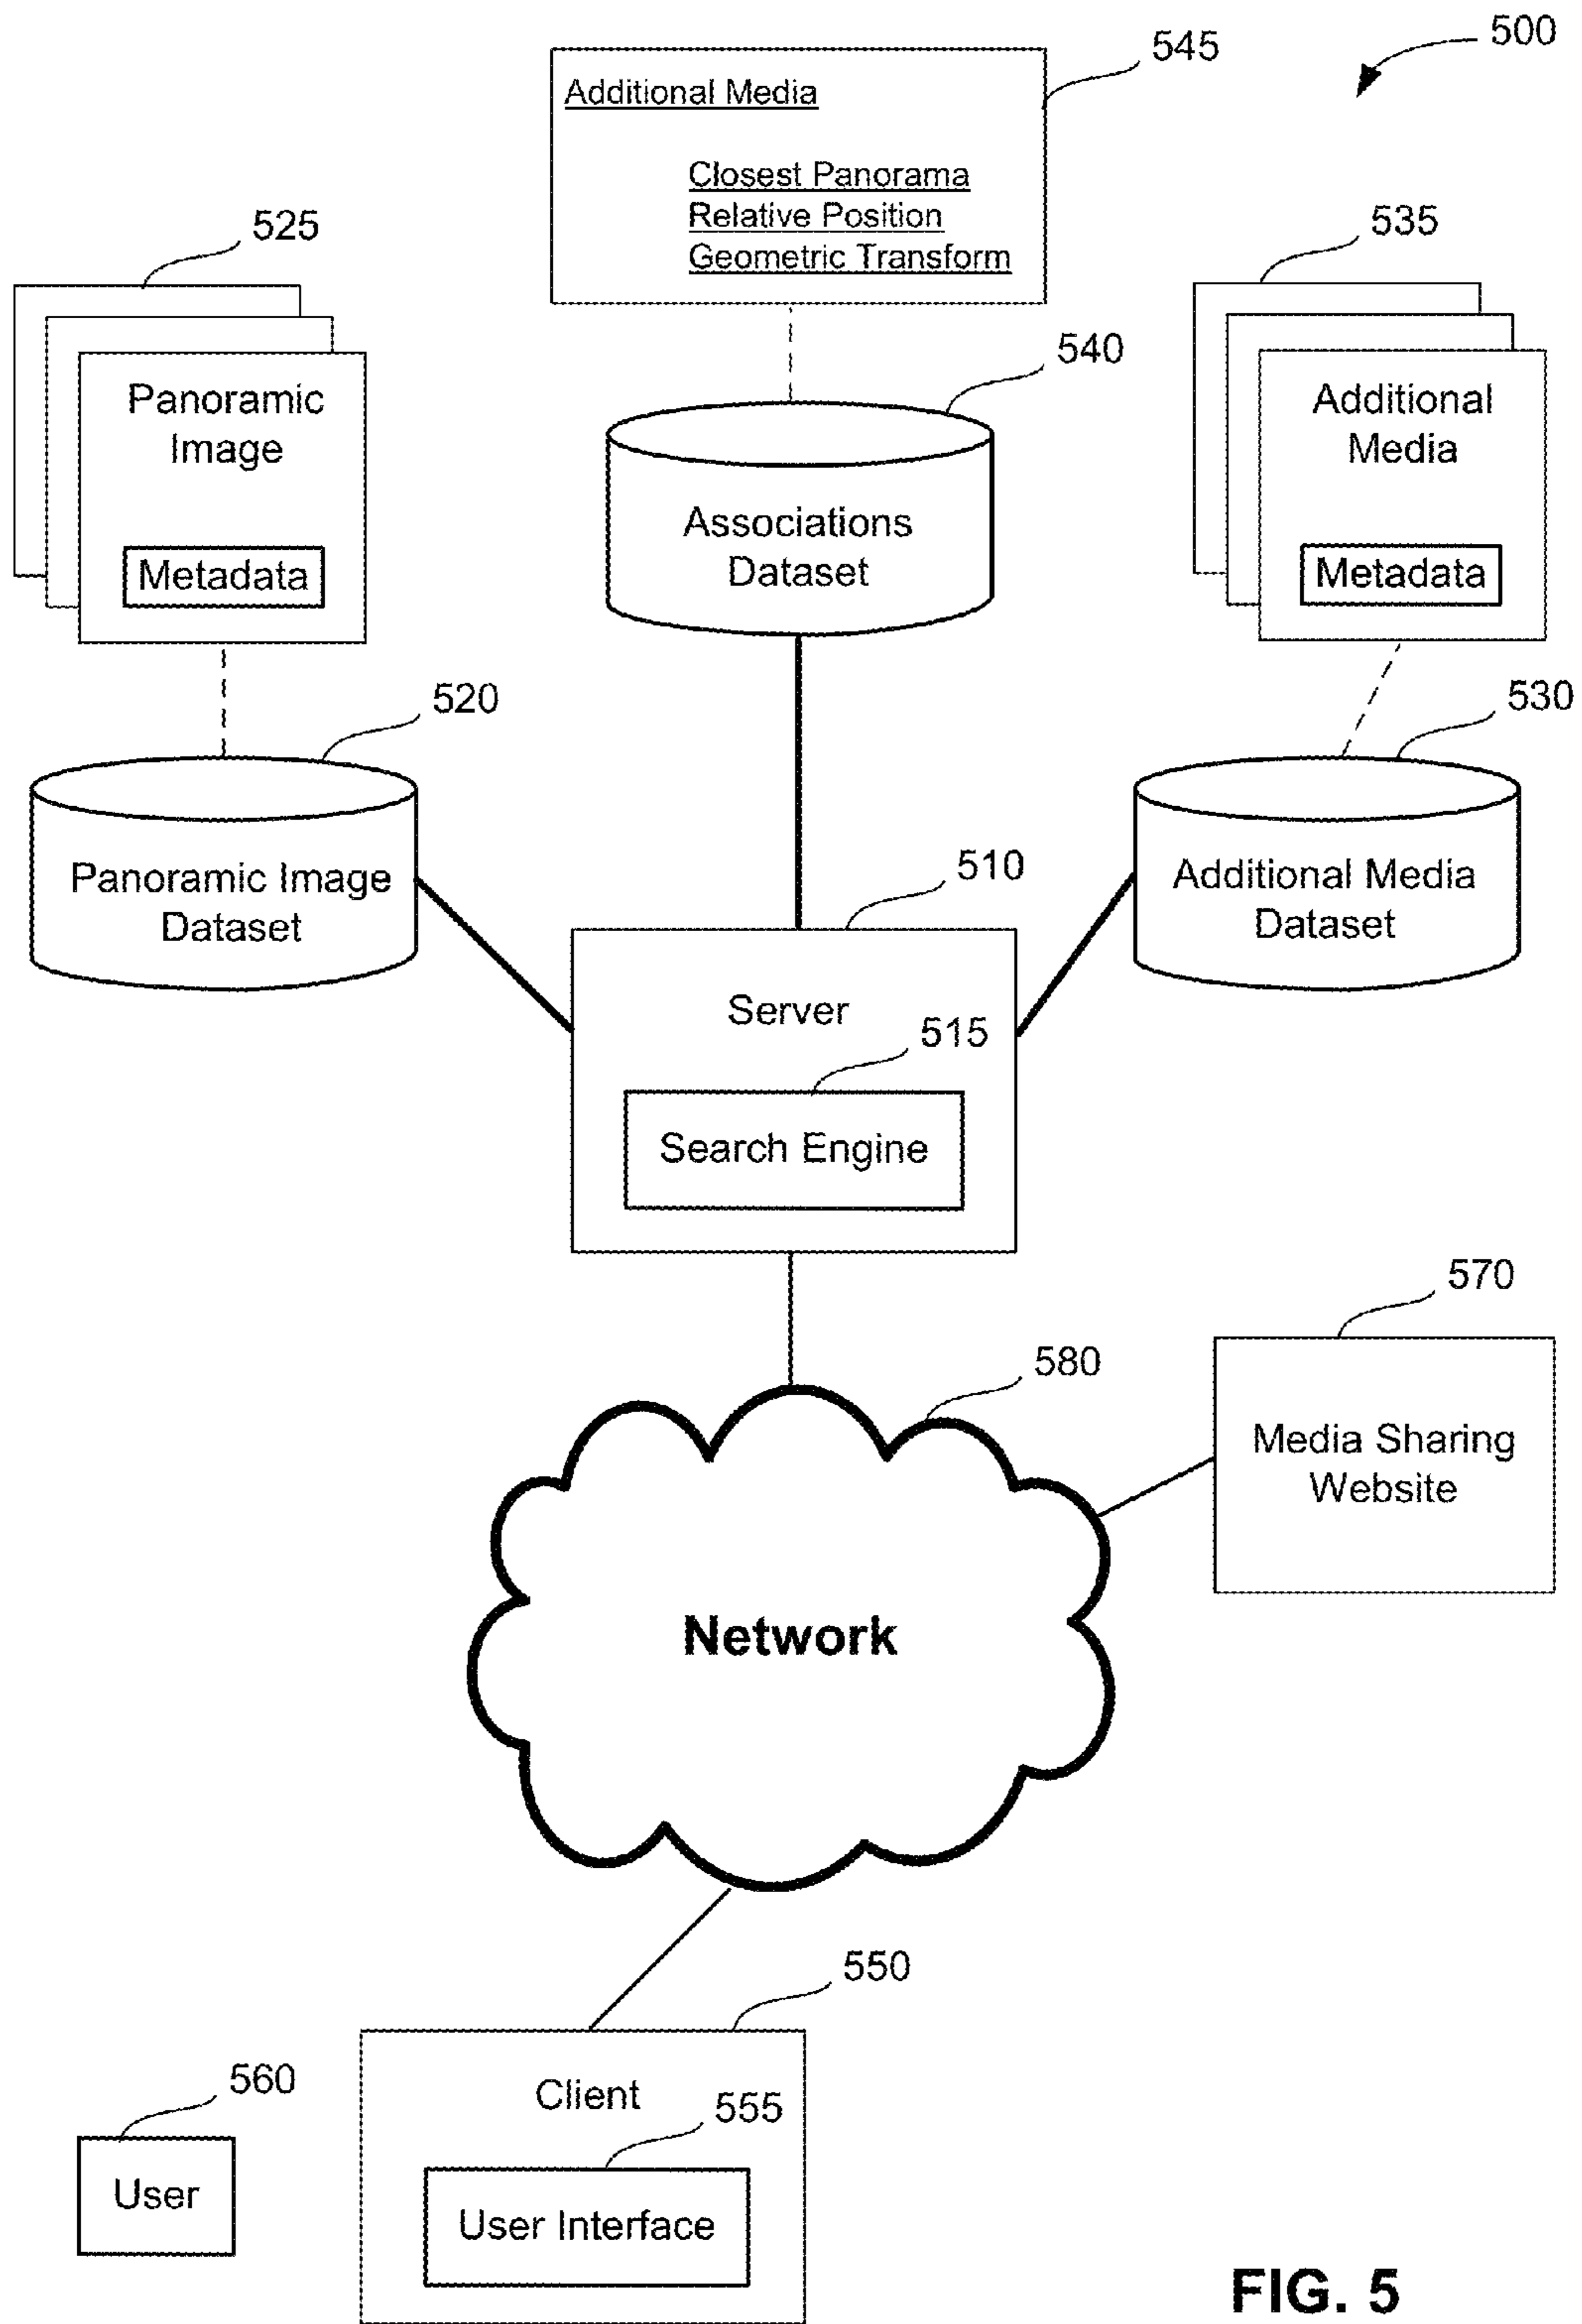 500
545
Additional Media
Closest Panorama
Relative Position
Geometric Transform
525
535
Panoramic
Image
Metadata
540
Additional
Media
Metadata
Associations
Dataset
520
530
Panoramic Image
Dataset
510
Additional Media
Dataset
Server
515
Search Engine
570
580
Media Sharing
Website
Network
550
560
Client
555
User
User Interface
FIG. 5